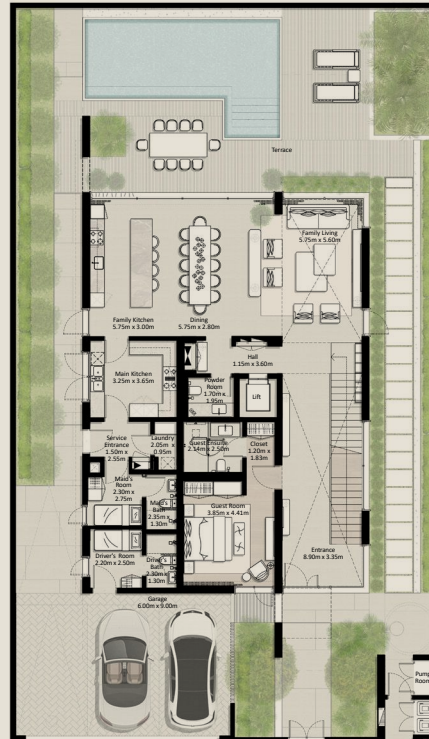 Terrace
Family Living
5.75m x 5.60m
Family Kitchen
5.75m x 3.00m
Dining
5.75m x 2.80m
Hall
1.15m x 3.60m
Main Kitchen
3.25m x 3.65m
Powder
Room
1.70m x
1.95m
Lift
Service
Entrance
1.50m x
2.55m
Laundry
2.05m x
0.95m
Guest Ensuite
2.14m x 2.50m
Closet
1.20m x
1.83m
Maid's
Room
2.30m x
2.75m
Maid's
Bath
2.35m x
1.30m
Guest Room
3.85m x 4.41m
Driver's Room
2.20m x 2.50m
Driver's
Bath
2.30m x
1.30m
Entrance
8.90m x 3.35m
Garage
6.00m x 9.00m
Pump
Room